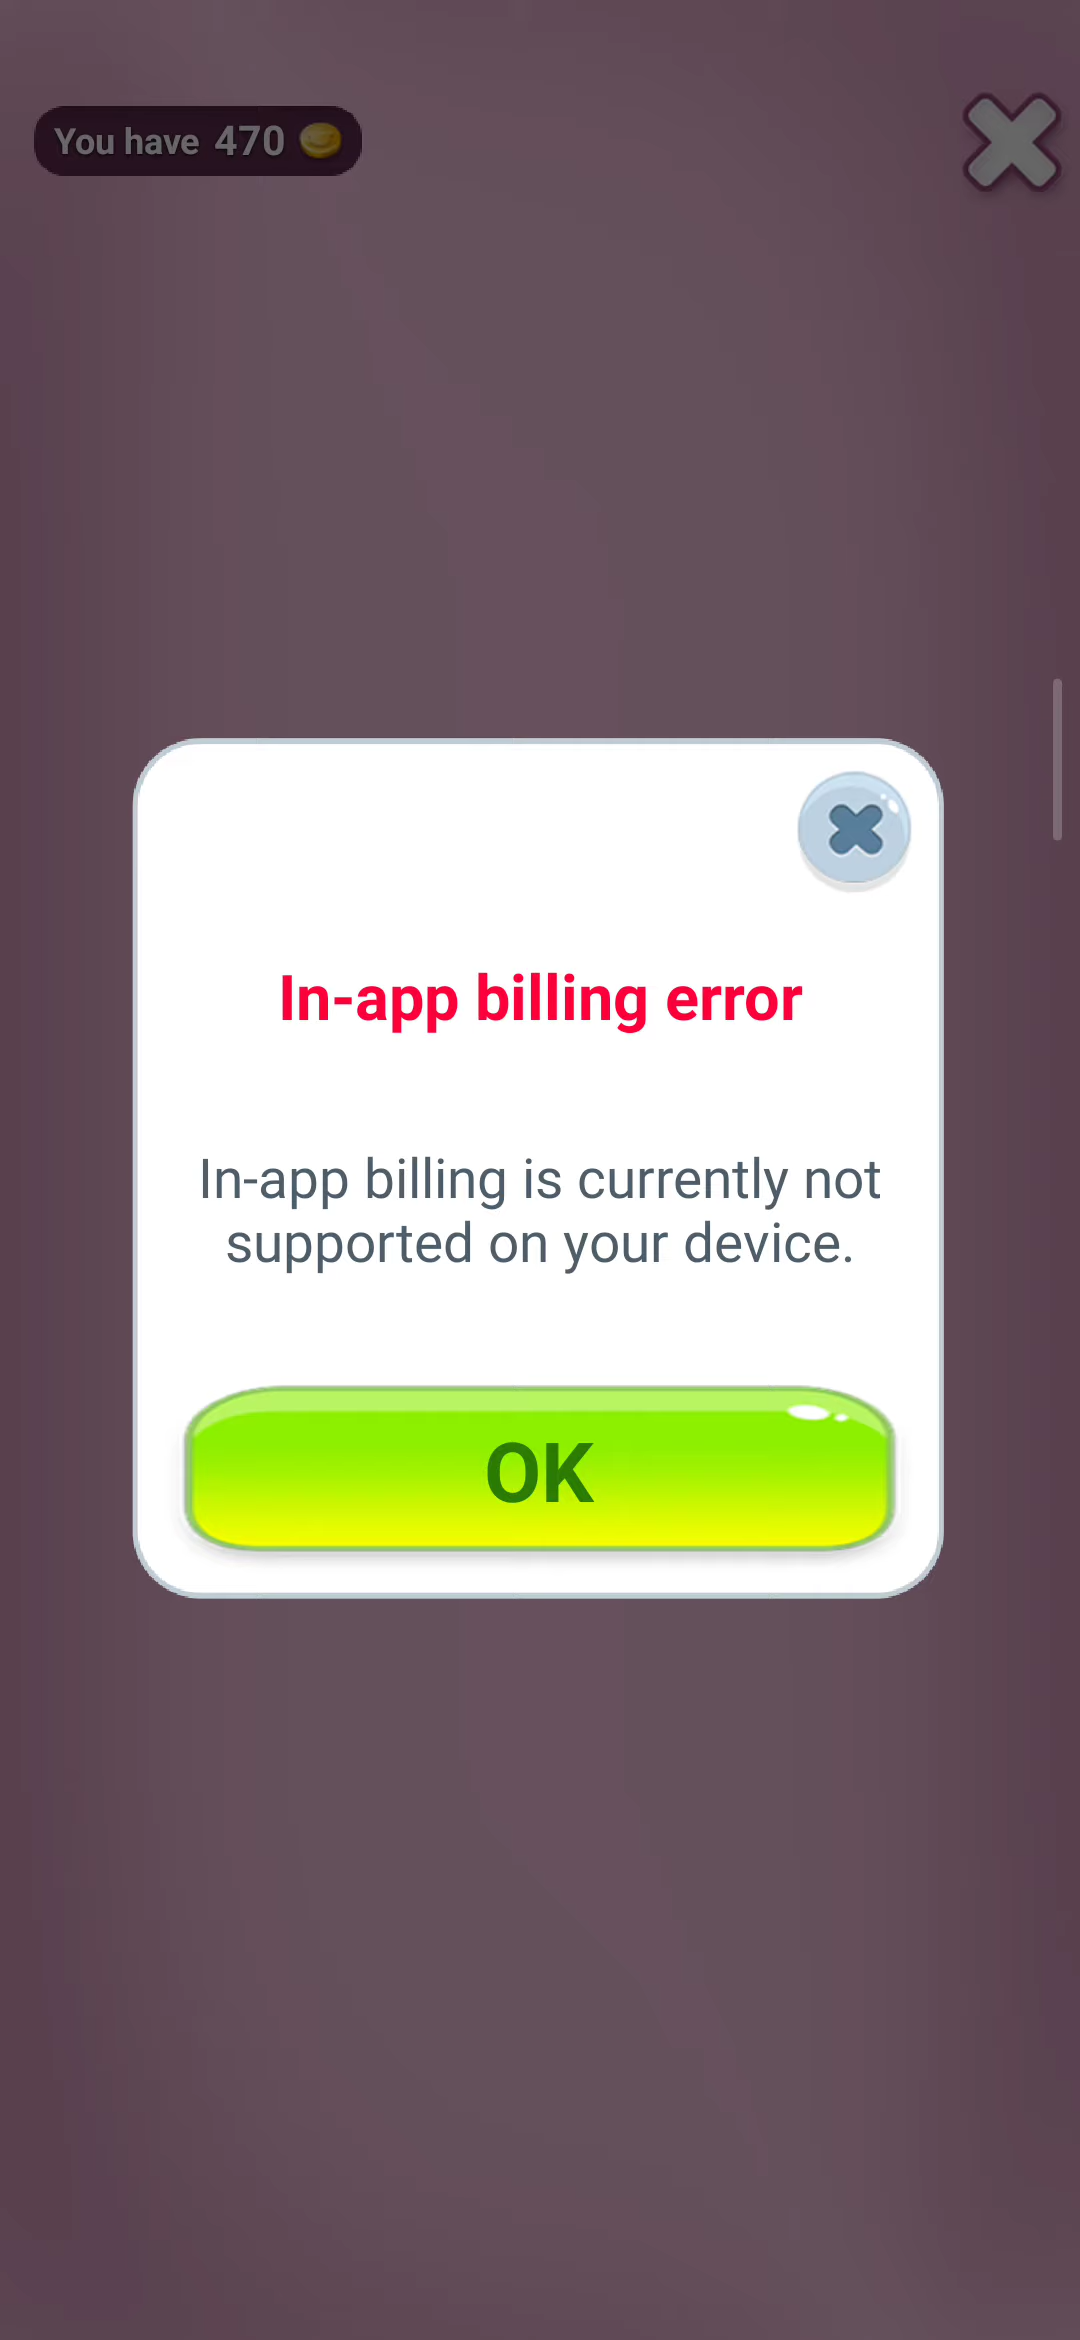 You have 470
In-app billing error
In-app billing is currently not
supported on your device.
OK